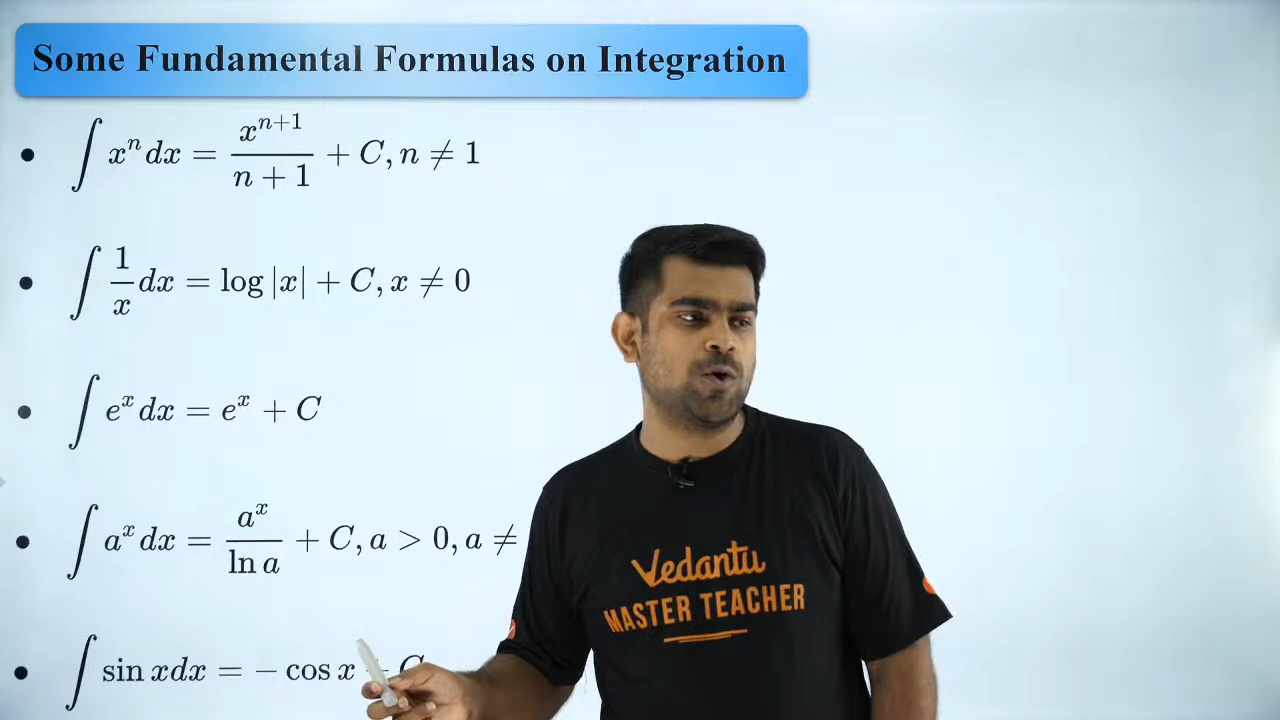 Some Fundamental Formulas on Integration
• ∫ xⁿ dx = xⁿ⁺¹/(n + 1) + C, n ≠ 1
• ∫ 1/x dx = log |x| + C, x ≠ 0
• ∫ eˣ dx = eˣ + C
• ∫ aˣ dx = aˣ/ln a + C, a > 0, a ≠
• ∫ sin xdx = − cos x + C
Vedantu
MASTER TEACHER